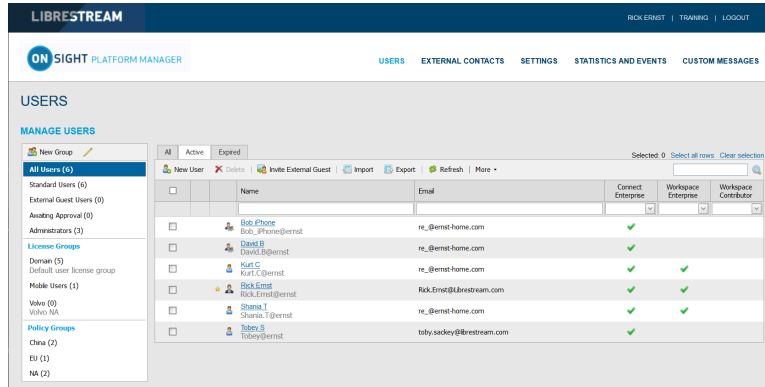 LIBRESTREAM
RICK ERNST | TRAINING | LOGOUT
ON SIGHT PLATFORM MANAGER
USERS EXTERNAL CONTACTS SETTINGS STATISTICS AND EVENTS CUSTOM MESSAGES
USERS
MANAGE USERS
New Group
All Users (6)
Standard Users (6)
External Guest Users (0)
Awaiting Approval (0)
Administrators (3)
License Groups
Domain (5)
Default user license group
Moble Users (1)
Volvo (0)
Volvo NA
Policy Groups
China (2)
EU (1)
NA (2)
All Active Expired
Selected: 0 Select all rows Clear selection
New User Delete | Invite External Guest | Import Export | Refresh | More
Name Email Connect Enterprise Workspace Enterprise Workspace Contributor
Bob iPhone
Bob_iPhone@ernst re_@ernst-home.com
David B
David.B@ernst re_@ernst-home.com
Kurt C
Kurt.C@ernst re_@ernst-home.com
Rick Ernst
Rick.Ernst@ernst Rick.Ernst@Librestream.com
Shania T
Shania.T@ernst re_@ernst-home.com
Tobey S
Tobey@ernst toby.sackey@librestream.com